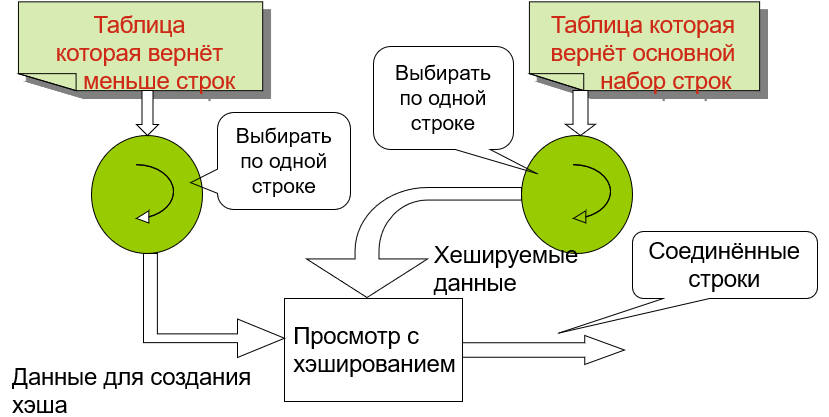 Таблица
которая вернёт
меньше строк
Таблица которая
вернёт основной
набор строк
Выбирать
по одной
строке
Выбирать
по одной
строке
Хешируемые
данные
Соединённые
строки
Просмотр с
хэшированием
Данные для создания
хэша